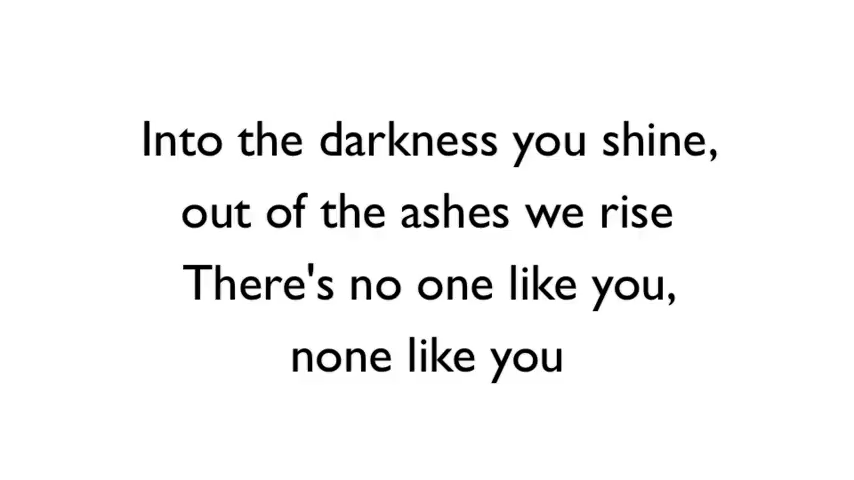 Into the darkness you shine,
out of the ashes we rise
There's no one like you,
none like you